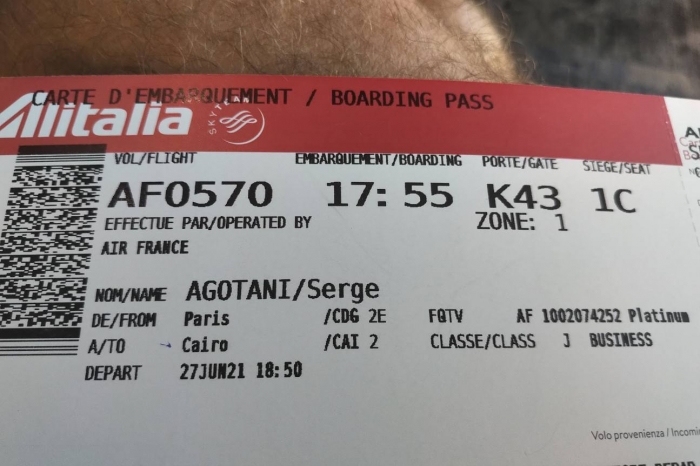 CARTE D'EMBARQUEMENT / BOARDING PASS
Alitalia SKYTEAM
VOL/FLIGHT EMBARQUEMENT/BOARDING PORTE/GATE SIEGE/SEAT
AF0570 17:55 K43 1C
EFFECTUE PAR/OPERATED BY ZONE: 1
AIR FRANCE
NOM/NAME AGOTANI/Serge
DE/FROM Paris /CDG 2E FQTV AF 1002074252 Platinum
A/TO Cairo /CAI 2 CLASSE/CLASS J BUSINESS
DEPART 27JUN21 18:50
Volo provenienza / Incomi